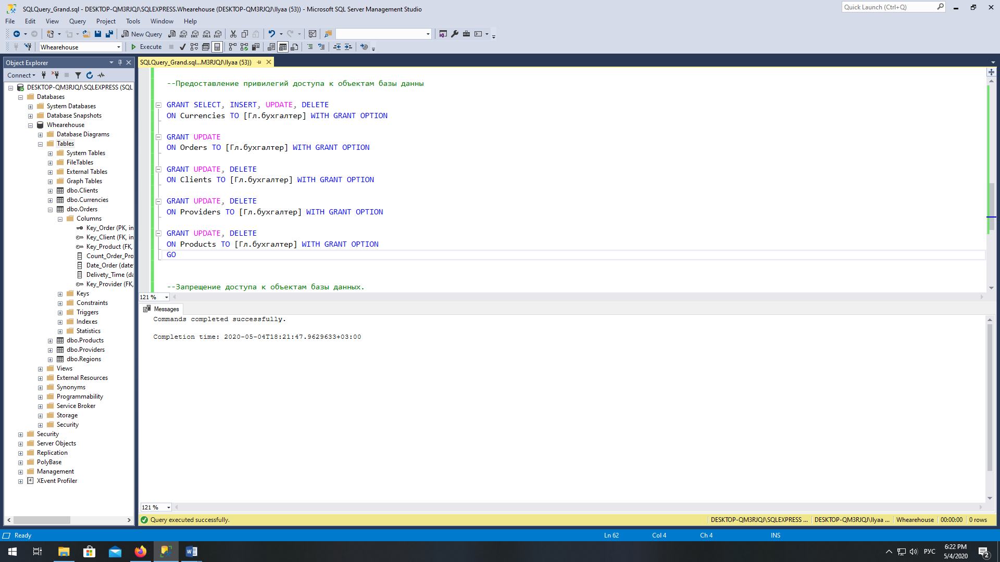 SQLQuery_Grand.sql - DESKTOP-QM3RJQJ\SQLEXPRESS.Whearehouse (DESKTOP-QM3RJQJ\Ilyaa (53)) - Microsoft SQL Server Management Studio
Quick Launch (Ctrl+Q)
File Edit View Query Project Tools Window Help
New Query MDX DMX XMLA DAX
Whearehouse Execute
Object Explorer
SQLQuery_Grand.sql...M3RJQJ\Ilyaa (53))
Connect
DESKTOP-QM3RJQJ\SQLEXPRESS (SQL
Databases
System Databases
Database Snapshots
Whearehouse
Database Diagrams
Tables
System Tables
FileTables
External Tables
Graph Tables
dbo.Clients
dbo.Currencies
dbo.Orders
Columns
Key_Order (PK, in
Key_Client (FK, in
Key_Product (FK,
Count_Order_Pro
Date_Order (date
Delivety_Time (da
Key_Provider (FK,
Keys
Constraints
Triggers
Indexes
Statistics
dbo.Products
dbo.Providers
dbo.Regions
Views
External Resources
Synonyms
Programmability
Service Broker
Storage
Security
Security
Server Objects
Replication
PolyBase
Management
XEvent Profiler
--Предоставление привилегий доступа к объектам базы данны
GRANT SELECT, INSERT, UPDATE, DELETE
ON Currencies TO [Гл.бухгалтер] WITH GRANT OPTION
GRANT UPDATE
ON Orders TO [Гл.бухгалтер] WITH GRANT OPTION
GRANT UPDATE, DELETE
ON Clients TO [Гл.бухгалтер] WITH GRANT OPTION
GRANT UPDATE, DELETE
ON Providers TO [Гл.бухгалтер] WITH GRANT OPTION
GRANT UPDATE, DELETE
ON Products TO [Гл.бухгалтер] WITH GRANT OPTION
GO
--Запрещение доступа к объектам базы данных.
121 %
Messages
Commands completed successfully.
Completion time: 2020-05-04T18:21:47.9629633+03:00
121 %
Query executed successfully.
DESKTOP-QM3RJQJ\SQLEXPRESS ... DESKTOP-QM3RJQJ\Ilyaa ... Whearehouse 00:00:00 0 rows
Ready Ln 62 Col 4 Ch 4 INS
РУС
6:22 PM
5/4/2020
2